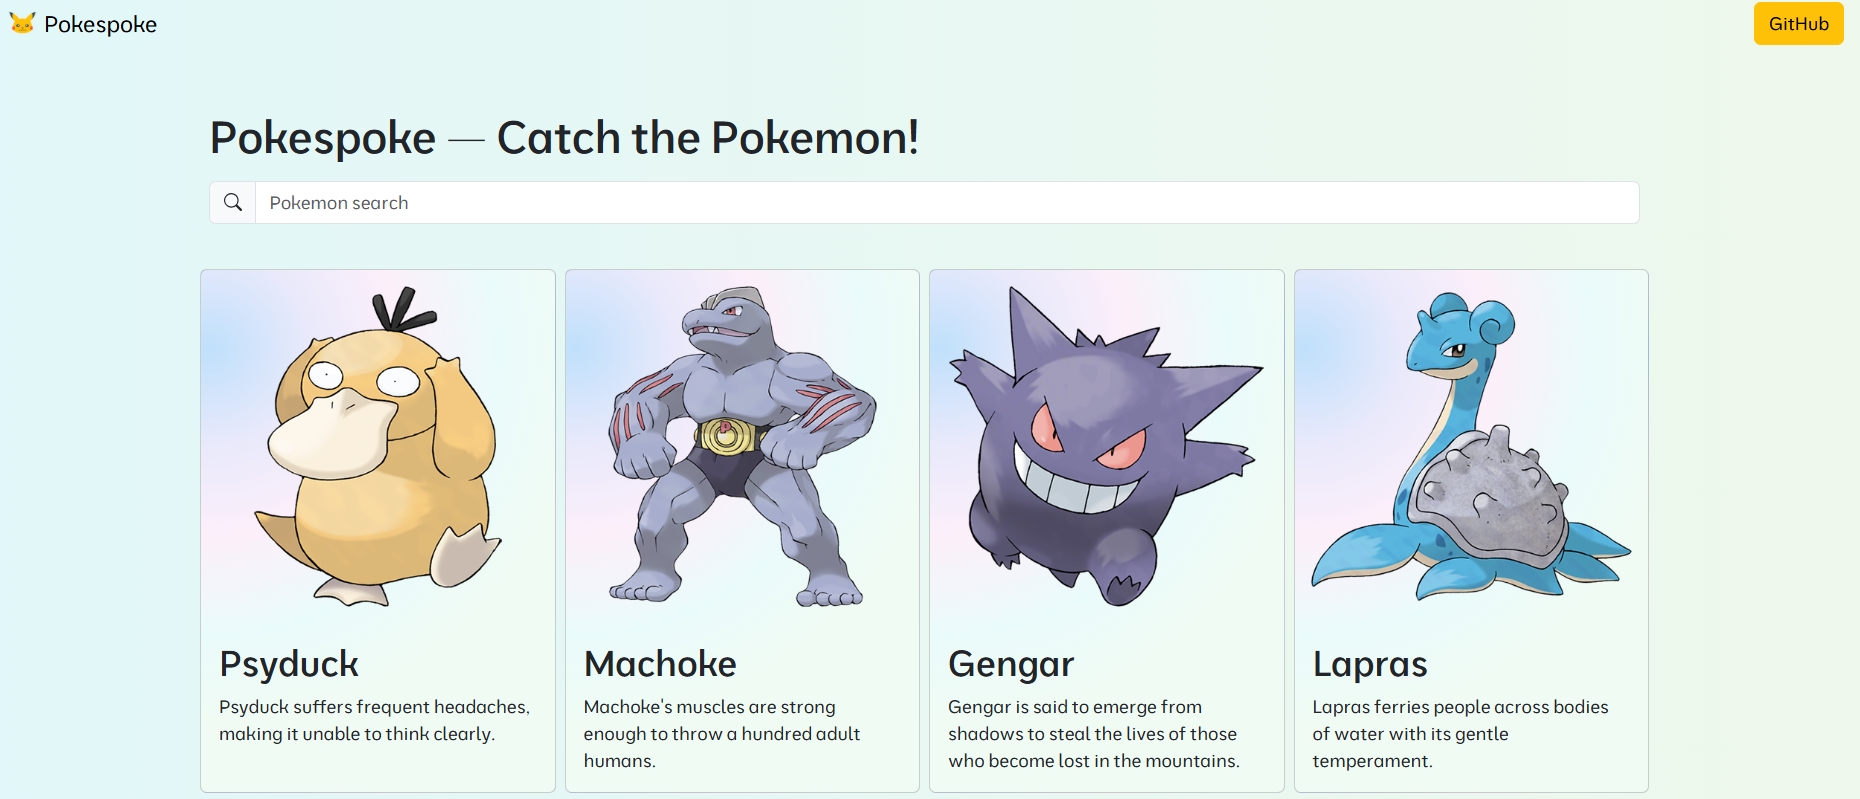 Pokespoke
GitHub
Pokespoke — Catch the Pokemon!
Pokemon search
Psyduck
Psyduck suffers frequent headaches,
making it unable to think clearly.
Machoke
Machoke's muscles are strong
enough to throw a hundred adult
humans.
Gengar
Gengar is said to emerge from
shadows to steal the lives of those
who become lost in the mountains.
Lapras
Lapras ferries people across bodies
of water with its gentle
temperament.